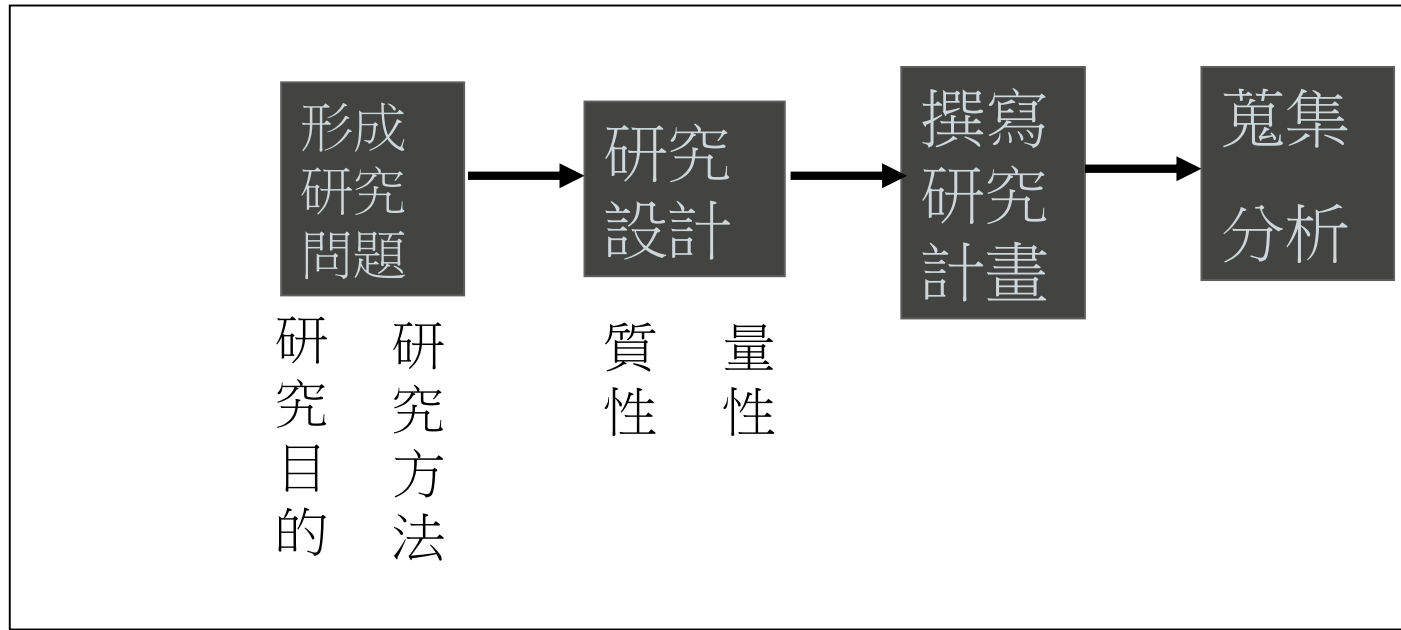 形成
研究
問題
研究
設計
撰寫
研究
計畫
蒐集
分析
研究目的
研究方法
質性
量性